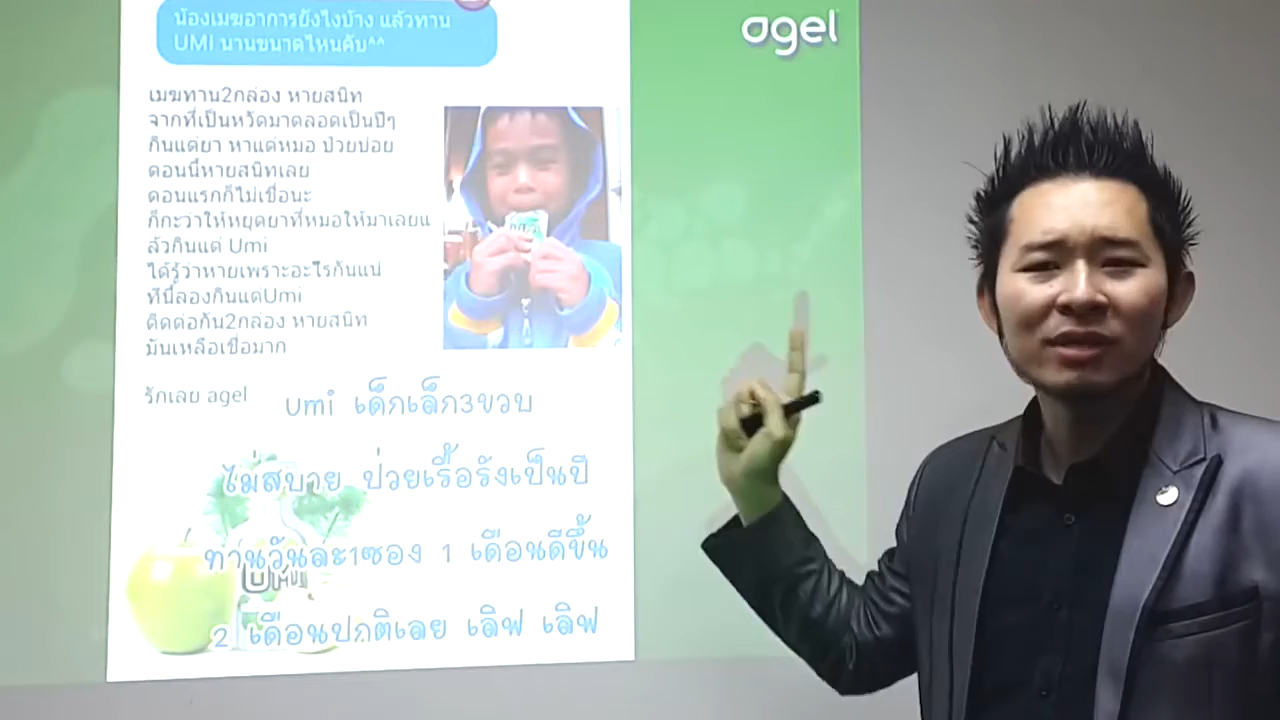 น้องเมฆอาการยังไงบ้าง แล้วทาน
UMI นานขนาดไหนคับ^^
agel
เมฆทาน2กล่อง หายสนิท
จากที่เป็นหวัดมาตลอดเป็นปีๆ
กินแต่ยา หาแต่หมอ ป่วยบ่อย
ตอนนี้หายสนิทเลย
ตอนแรกก็ไม่เชื่อนะ
ก็กะว่าให้หยุดยาที่หมอให้มาเลยแ
ล้วกินแต่ Umi
ได้รู้ว่าหายเพราะอะไรกันแน่
ทีนี้ลองกินแต่Umi
ติดต่อกัน2กล่อง หายสนิท
มันเหลือเชื่อมาก
รักเลย agel
Umi เด็กเล็ก3ขวบ
ไม่สบาย ป่วยเรื้อรังเป็นปี
ทานวันละ1ซอง 1 เดือนดีขึ้น
UMI
2 เดือนปกติเลย เลิฟ เลิฟ